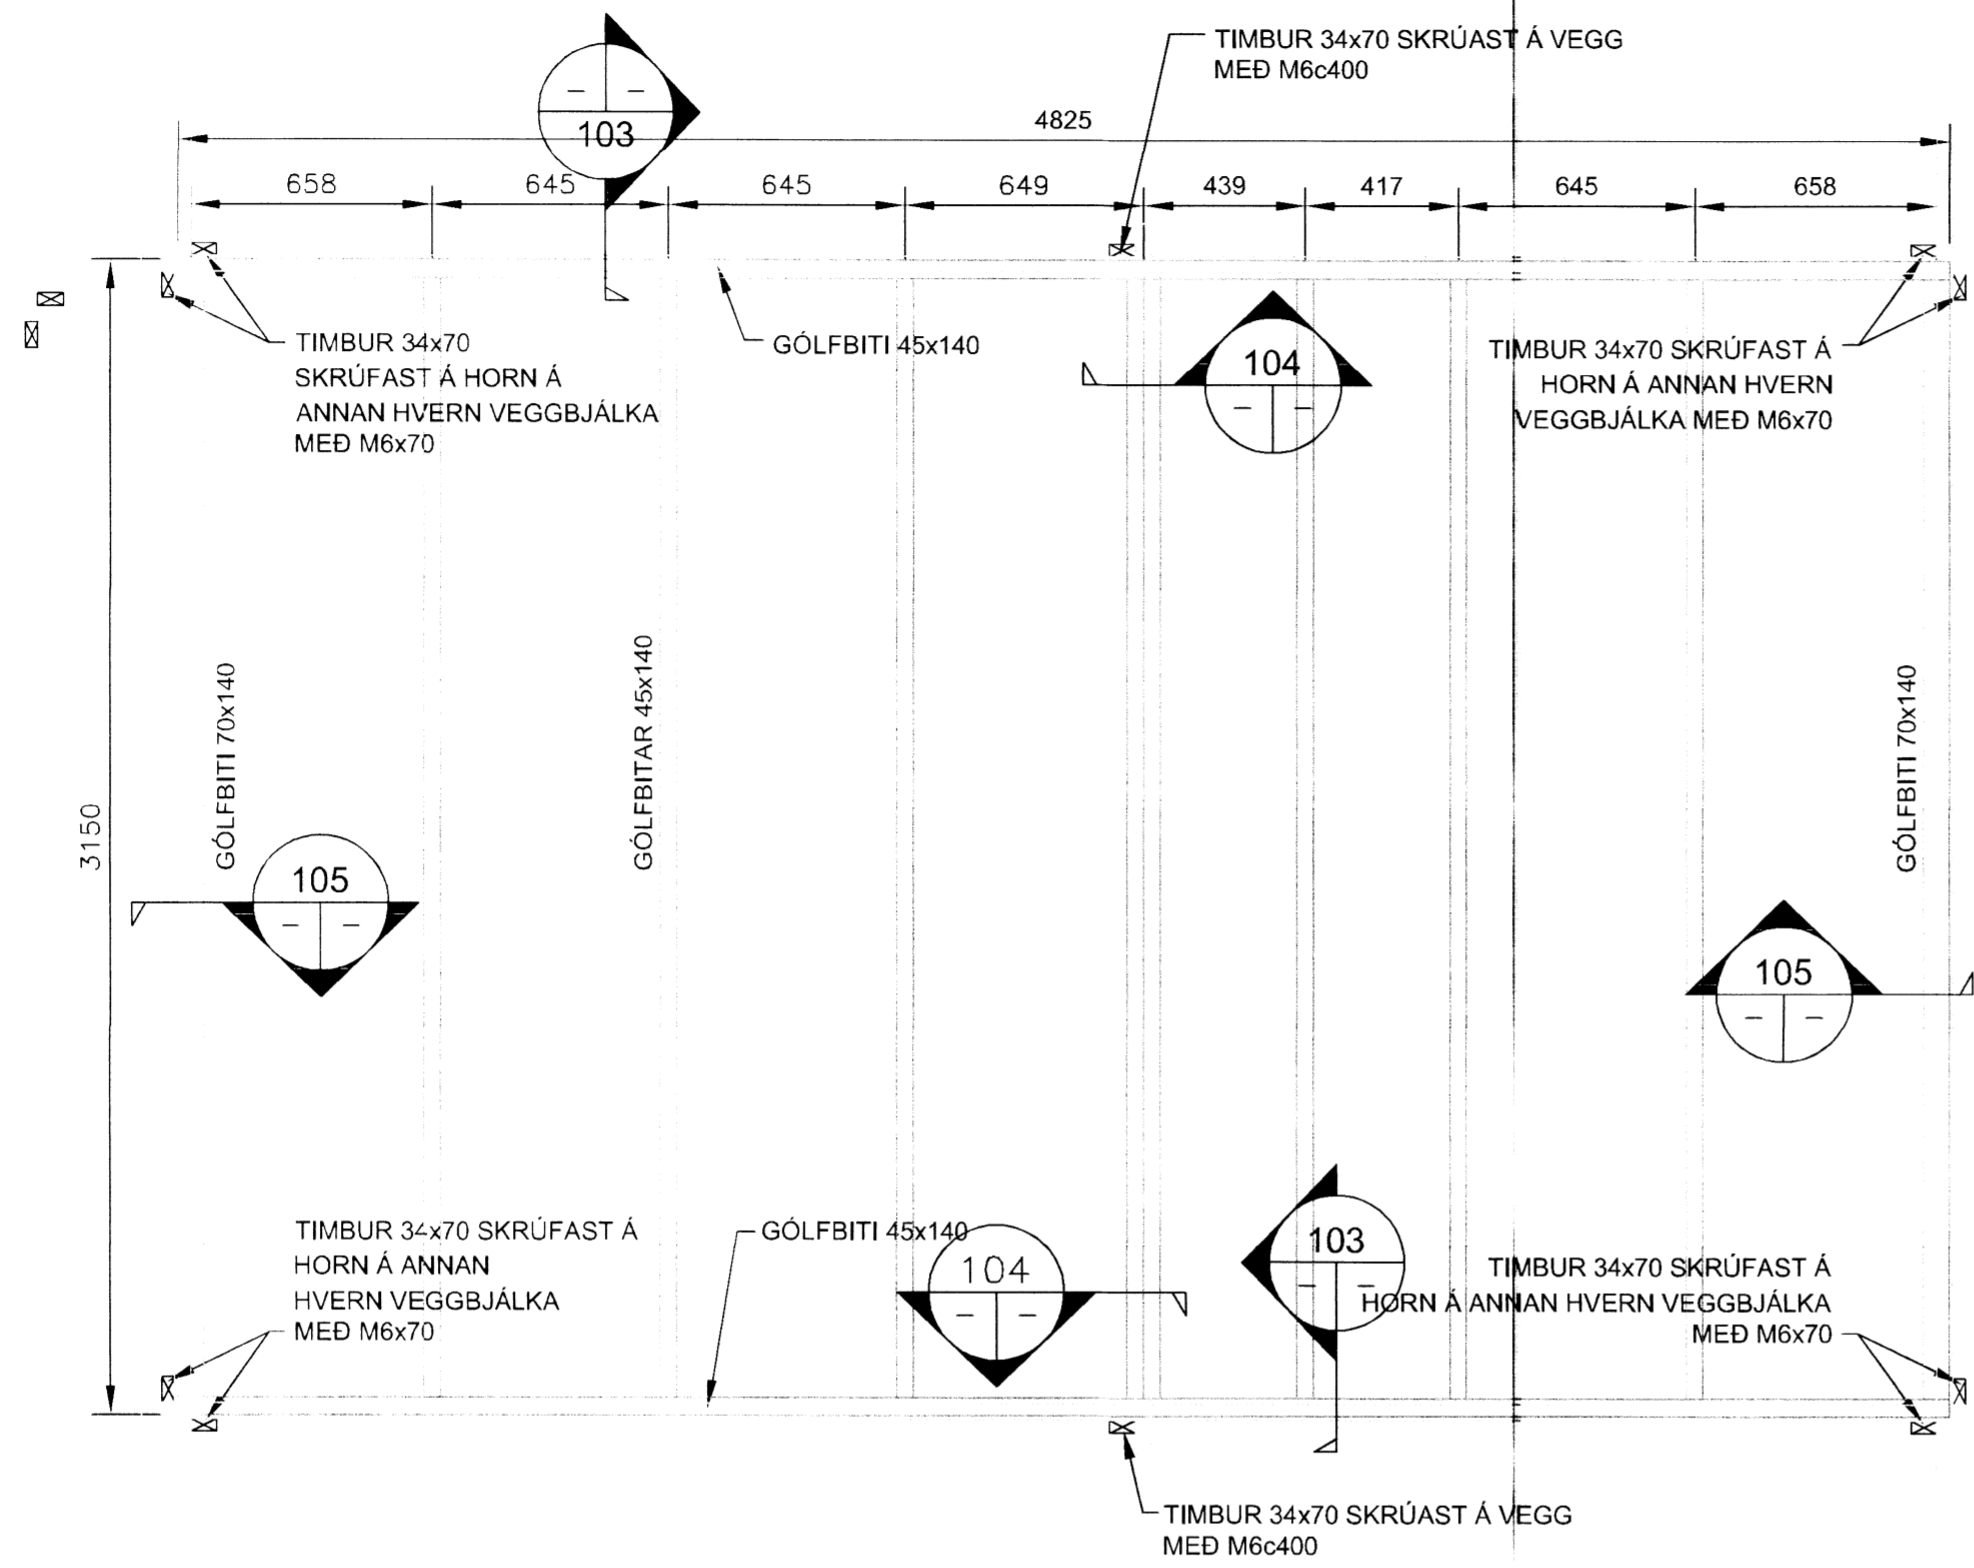 TIMBUR 34x70 SKRÚAST Á VEGG
MEÐ M6c400
103
4825
658
645
645
649
439
417
645
658
TIMBUR 34x70
SKRÚFAST Á HORN Á
ANNAN HVERN VEGGBJÁLKA
MEÐ M6x70
GÓLFBITI 45x140
104
TIMBUR 34x70 SKRÚFAST Á
HORN Á ANNAN HVERN
VEGGBJÁLKA MEÐ M6x70
3150
GÓLFBITI 70x140
GÓLFBITAR 45x140
GÓLFBITI 70x140
105
105
TIMBUR 34x70 SKRÚFAST Á
HORN Á ANNAN
HVERN VEGGBJÁLKA
MEÐ M6x70
GÓLFBITI 45x140
104
103
TIMBUR 34x70 SKRÚFAST Á
HORN Á ANNAN HVERN VEGGBJÁLKA
MEÐ M6x70
TIMBUR 34x70 SKRÚAST Á VEGG
MEÐ M6c400